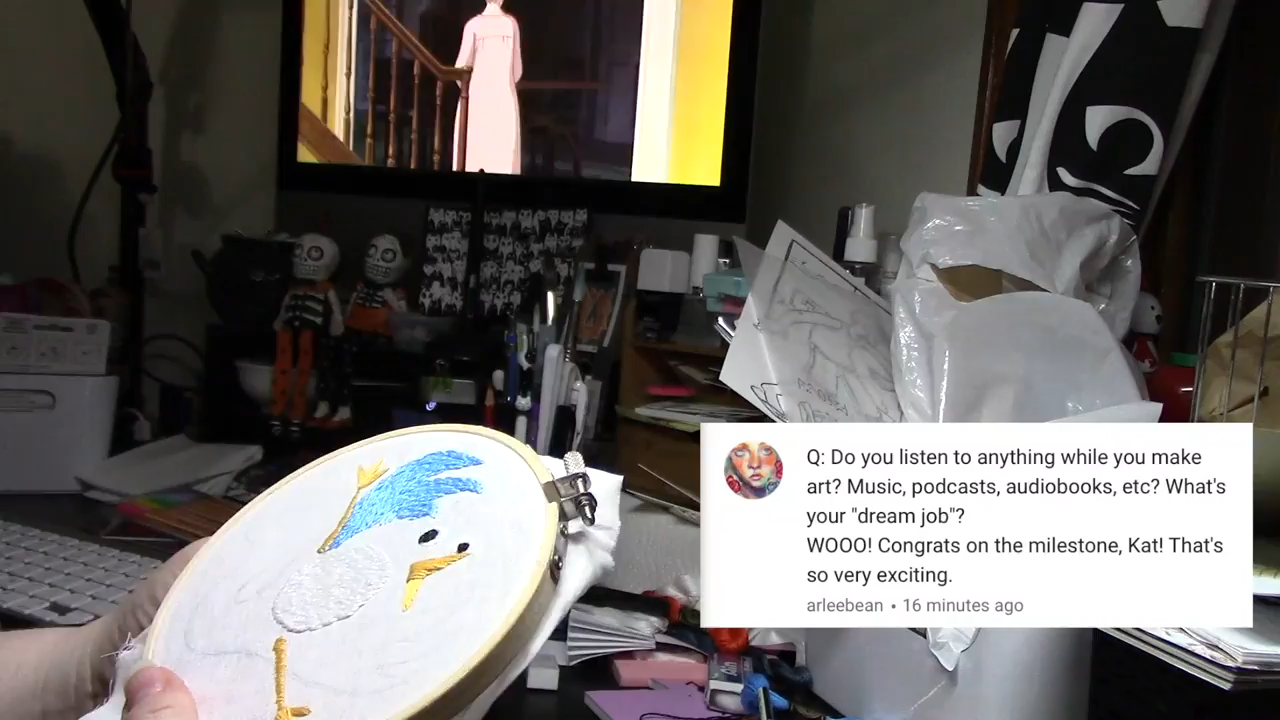 Q: Do you listen to anything while you make
art? Music, podcasts, audiobooks, etc? What's
your "dream job"?
WOOO! Congrats on the milestone, Kat! That's
so very exciting.
arleebean • 16 minutes ago